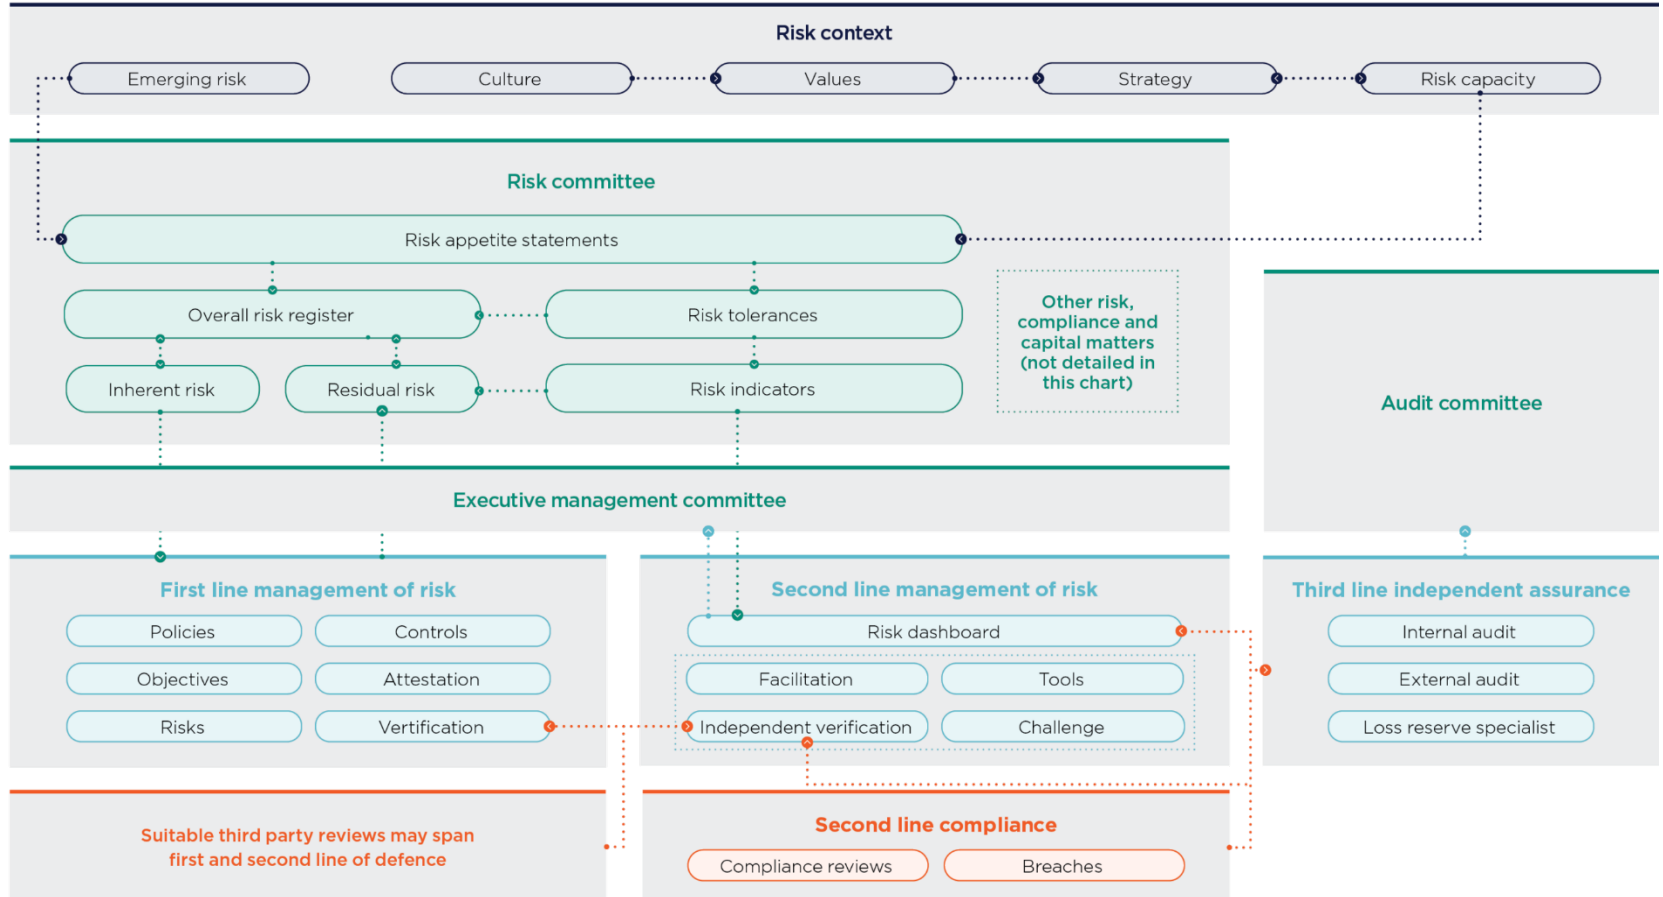 Risk context
Emerging risk
Culture
Values
Strategy
Risk capacity
Risk committee
Risk appetite statements
Overall risk register
Risk tolerances
Inherent risk
Residual risk
Risk indicators
Other risk,
compliance and
capital matters
(not detailed in
this chart)
Audit committee
Executive management committee
First line management of risk
Policies
Controls
Objectives
Attestation
Risks
Vertification
Second line management of risk
Risk dashboard
Facilitation
Tools
Independent verification
Challenge
Third line independent assurance
Internal audit
External audit
Loss reserve specialist
Suitable third party reviews may span
first and second line of defence
Second line compliance
Compliance reviews
Breaches